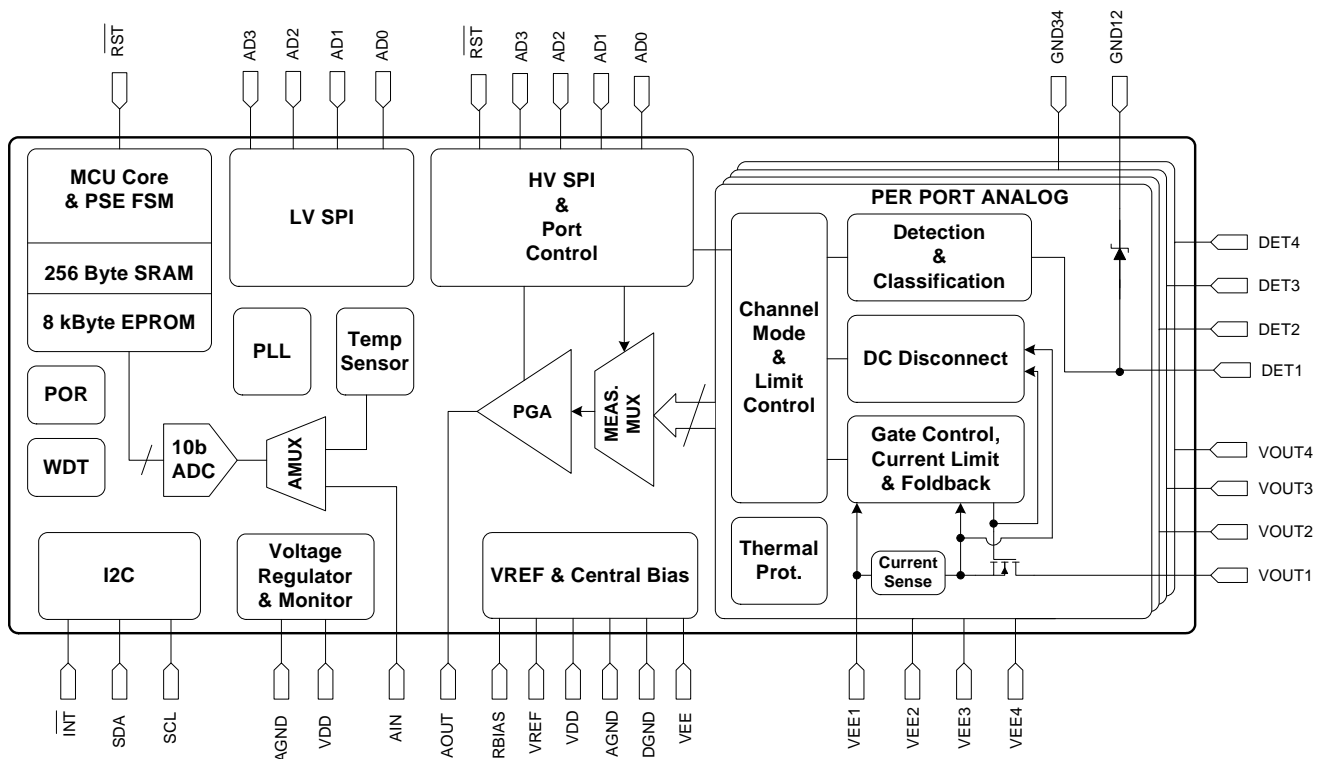 RST
AD3
AD2
AD1
AD0
RST
AD3
AD2
AD1
AD0
GND34
GND12
MCU Core
& PSE FSM
256 Byte SRAM
8 kByte EPROM
LV SPI
HV SPI
&
Port
Control
PER PORT ANALOG
Detection
&
Classification
Channel
Mode
&
Limit
Control
DC Disconnect
Gate Control,
Current Limit
& Foldback
Thermal
Prot.
Current
Sense
PLL
Temp
Sensor
POR
WDT
10b
ADC
AMUX
PGA
MEAS.
MUX
I2C
Voltage
Regulator
& Monitor
VREF & Central Bias
DET4
DET3
DET2
DET1
VOUT4
VOUT3
VOUT2
VOUT1
INT
SDA
SCL
AGND
VDD
AIN
AOUT
RBIAS
VREF
VDD
AGND
DGND
VEE
VEE1
VEE2
VEE3
VEE4